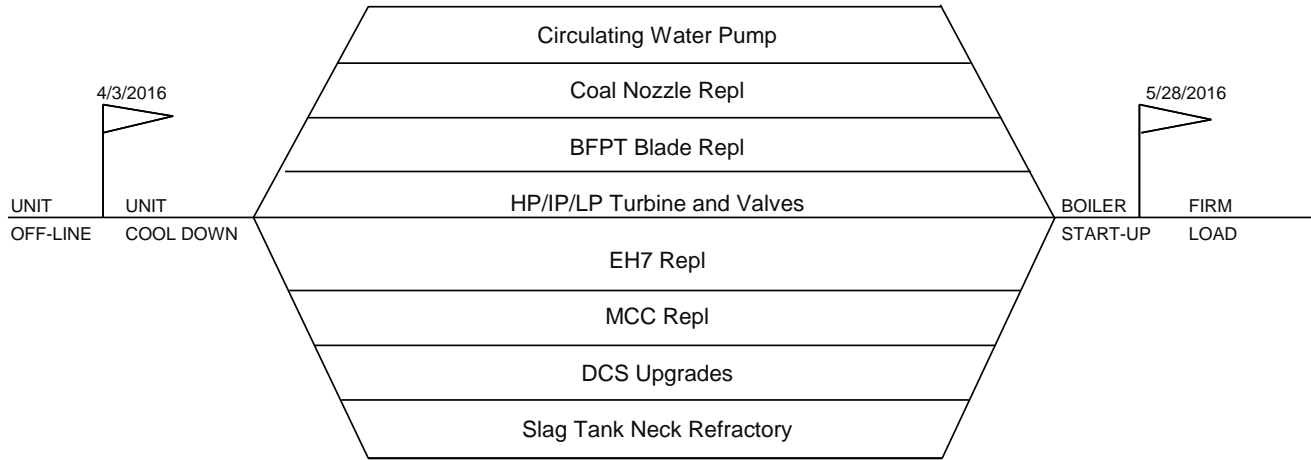 Circulating Water Pump
Coal Nozzle Repl
4/3/2016
5/28/2016
BFPT Blade Repl
UNIT
UNIT
HP/IP/LP Turbine and Valves
BOILER
FIRM
OFF-LINE
COOL DOWN
START-UP
LOAD
EH7 Repl
MCC Repl
DCS Upgrades
Slag Tank Neck Refractory